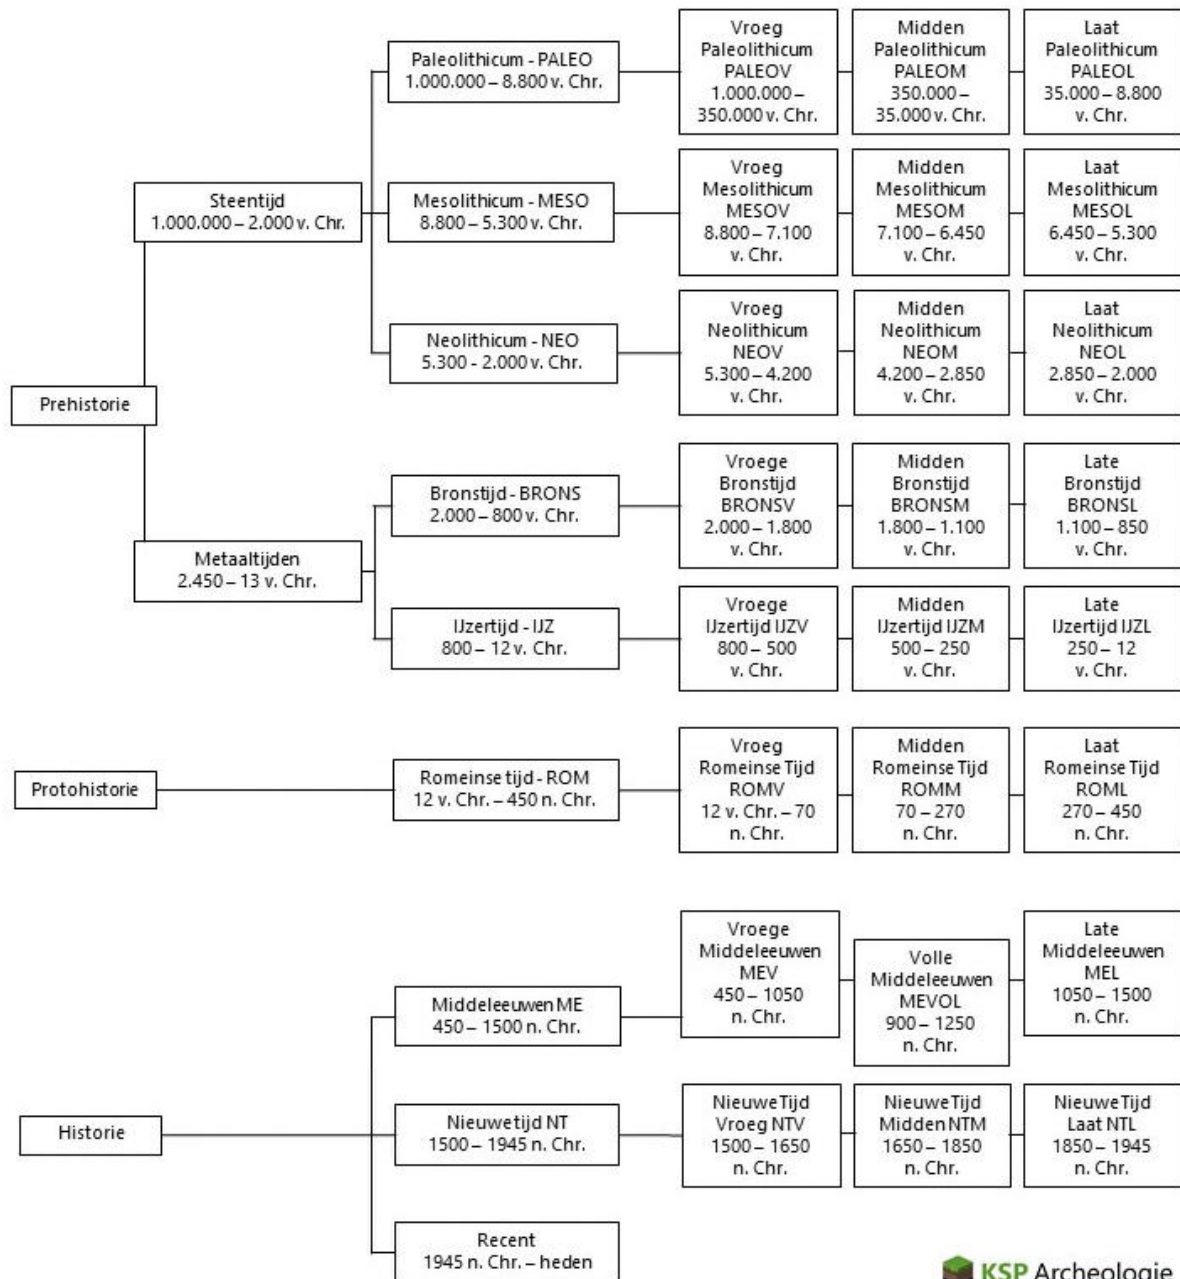 Vroeg
Paleolithicum
PALEOV
1.000.000 –
350.000 v. Chr.
Midden
Paleolithicum
PALEOM
350.000 –
35.000 v. Chr.
Laat
Paleolithicum
PALEOL
35.000 – 8.800
v. Chr.
Paleolithicum - PALEO
1.000.000 – 8.800 v. Chr.
Steentijd
1.000.000 – 2.000 v. Chr.
Mesolithicum - MESO
8.800 – 5.300 v. Chr.
Vroeg
Mesolithicum
MESOV
8.800 – 7.100
v. Chr.
Midden
Mesolithicum
MESOM
7.100 – 6.450
v. Chr.
Laat
Mesolithicum
MESOL
6.450 – 5.300
v. Chr.
Neolithicum - NEO
5.300 - 2.000 v. Chr.
Vroeg
Neolithicum
NEOV
5.300 – 4.200
v. Chr.
Midden
Neolithicum
NEOM
4.200 – 2.850
v. Chr.
Laat
Neolithicum
NEOL
2.850 – 2.000
v. Chr.
Prehistorie
Bronstijd - BRONS
2.000 – 800 v. Chr.
Vroege
Bronstijd
BRONSV
2.000 – 1.800
v. Chr.
Midden
Bronstijd
BRONSM
1.800 – 1.100
v. Chr.
Late
Bronstijd
BRONSL
1.100 – 850
v. Chr.
Metaaltijden
2.450 – 13 v. Chr.
IJzertijd - IJZ
800 – 12 v. Chr.
Vroege
IJzertijd IJZV
800 – 500
v. Chr.
Midden
IJzertijd IJZM
500 – 250
v. Chr.
Late
IJzertijd IJZL
250 – 12
v. Chr.
Protohistorie
Romeinse tijd - ROM
12 v. Chr. – 450 n. Chr.
Vroeg
Romeinse Tijd
ROMV
12 v. Chr. – 70
n. Chr.
Midden
Romeinse Tijd
ROMM
70 – 270
n. Chr.
Laat
Romeinse Tijd
ROML
270 – 450
n. Chr.
Middeleeuwen ME
450 – 1500 n. Chr.
Vroege
Middeleeuwen
MEV
450 – 1050
n. Chr.
Volle
Middeleeuwen
MEVOL
900 – 1250
n. Chr.
Late
Middeleeuwen
MEL
1050 – 1500
n. Chr.
Historie
Nieuwe tijd NT
1500 – 1945 n. Chr.
Nieuwe Tijd
Vroeg NTV
1500 – 1650
n. Chr.
Nieuwe Tijd
Midden NTM
1650 – 1850
n. Chr.
Nieuwe Tijd
Laat NTL
1850 – 1945
n. Chr.
Recent
1945 n. Chr. – heden
KSP Archeologie